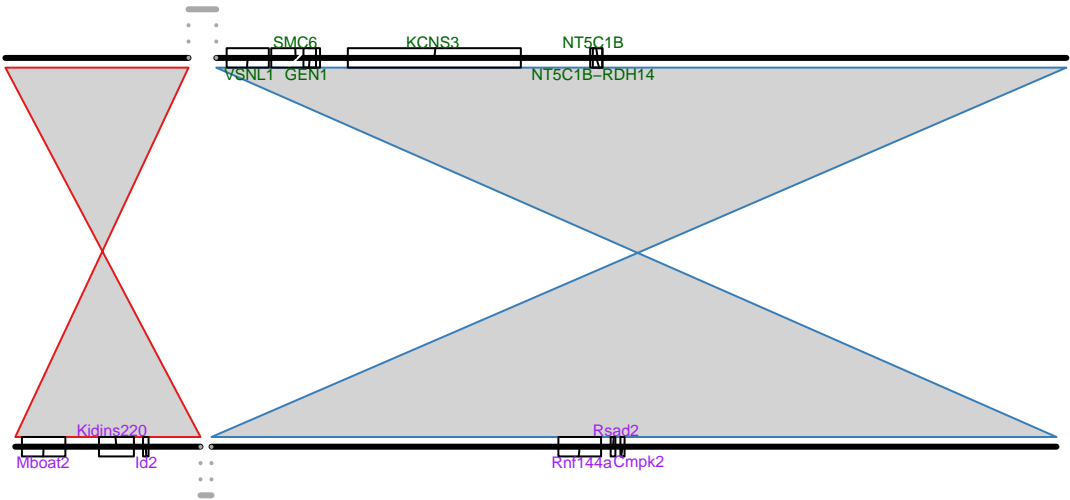 SMC6 KCNS3 NT5C1B
VSNL1 GEN1 NT5C1B−RDH14
Kidins220 Rsad2
Mboat2 Id2 Rnf144a Cmpk2